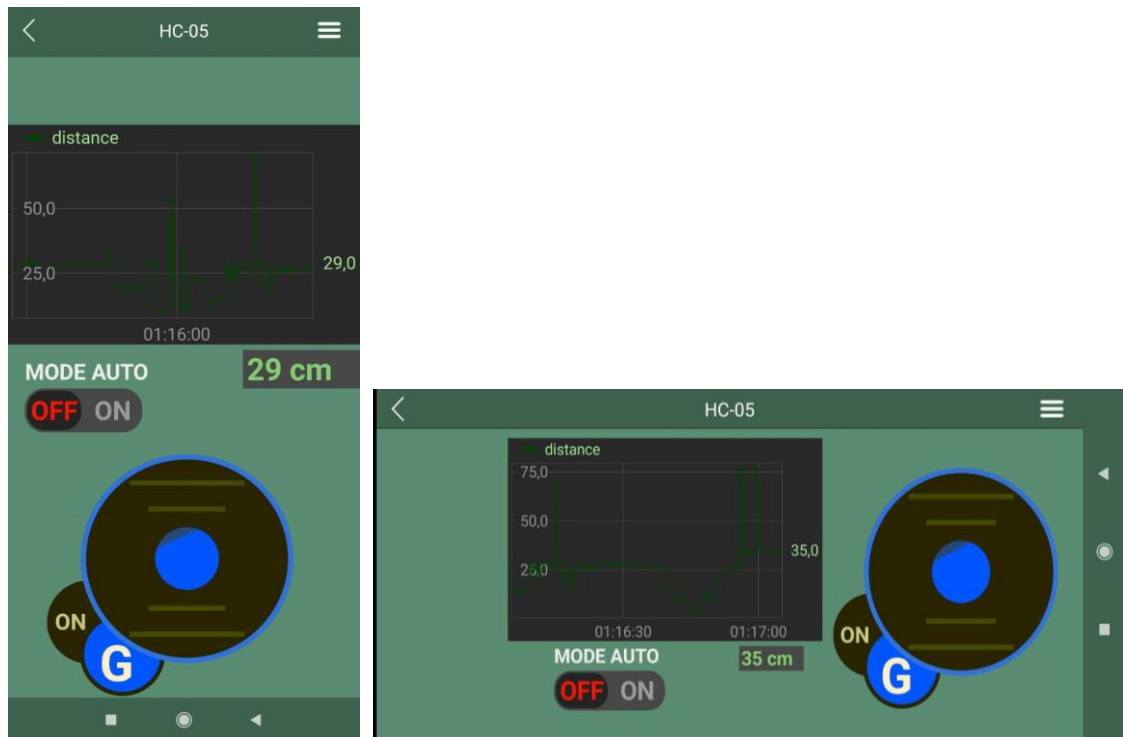 HC-05
distance
50,0
25,0
29,0
01:16:00
MODE AUTO
29 cm
OFF ON
ON
G
HC-05
distance
75,0
50,0
25,0
35,0
01:16:30 01:17:00
MODE AUTO
35 cm
OFF ON
ON
G